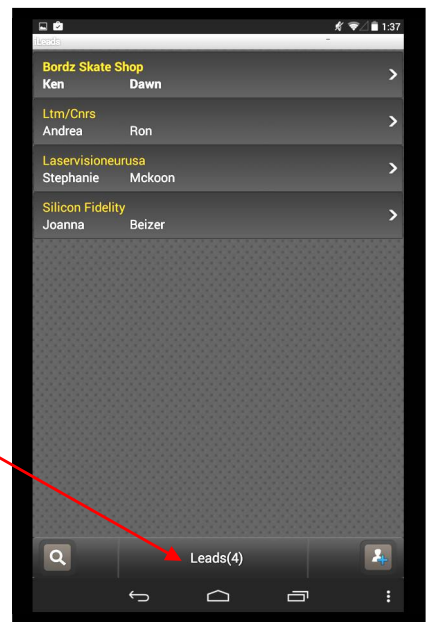 1:37
iLeads
Bordz Skate Shop
Ken Dawn
Ltm/Cnrs
Andrea Ron
Laservisioneurusa
Stephanie Mckoon
Silicon Fidelity
Joanna Beizer
Leads(4)